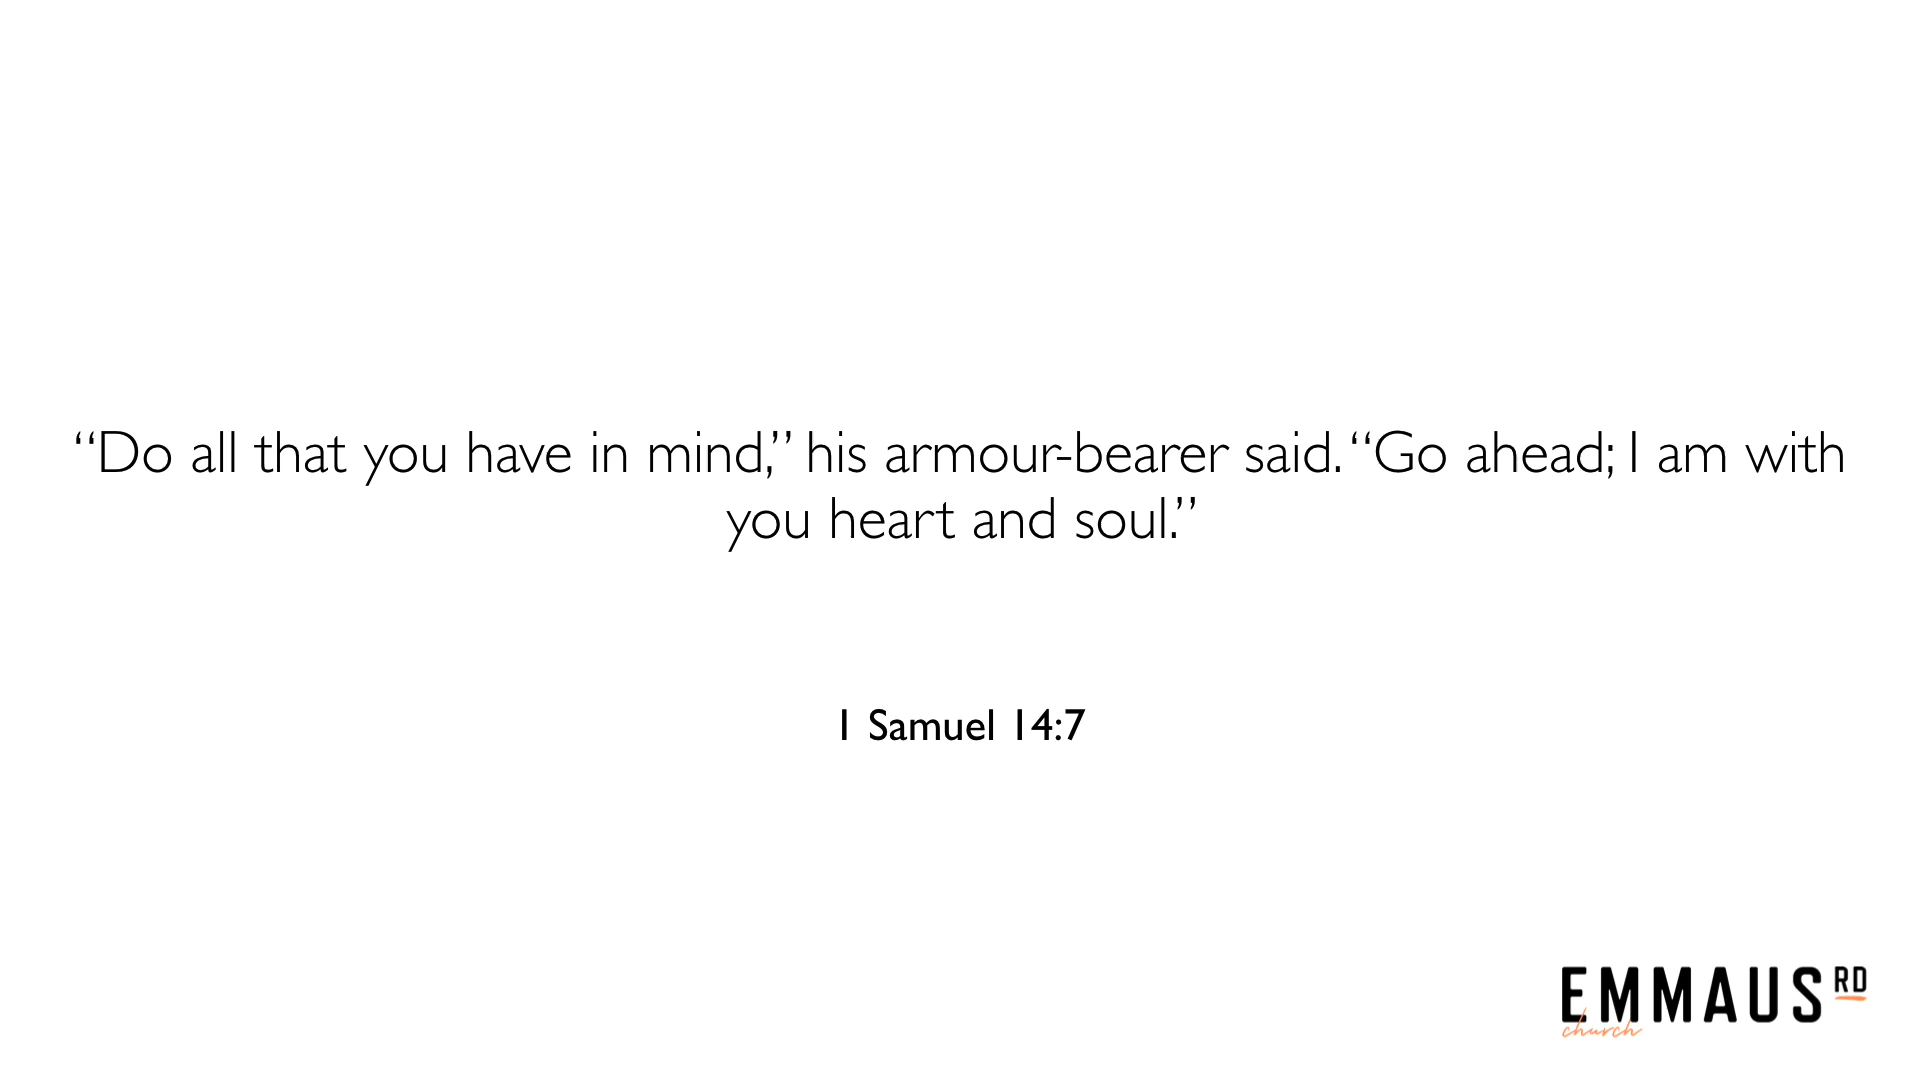 “Do all that you have in mind,” his armour-bearer said. “Go ahead; I am with
you heart and soul.”
1 Samuel 14:7
EMMAUS RD
church